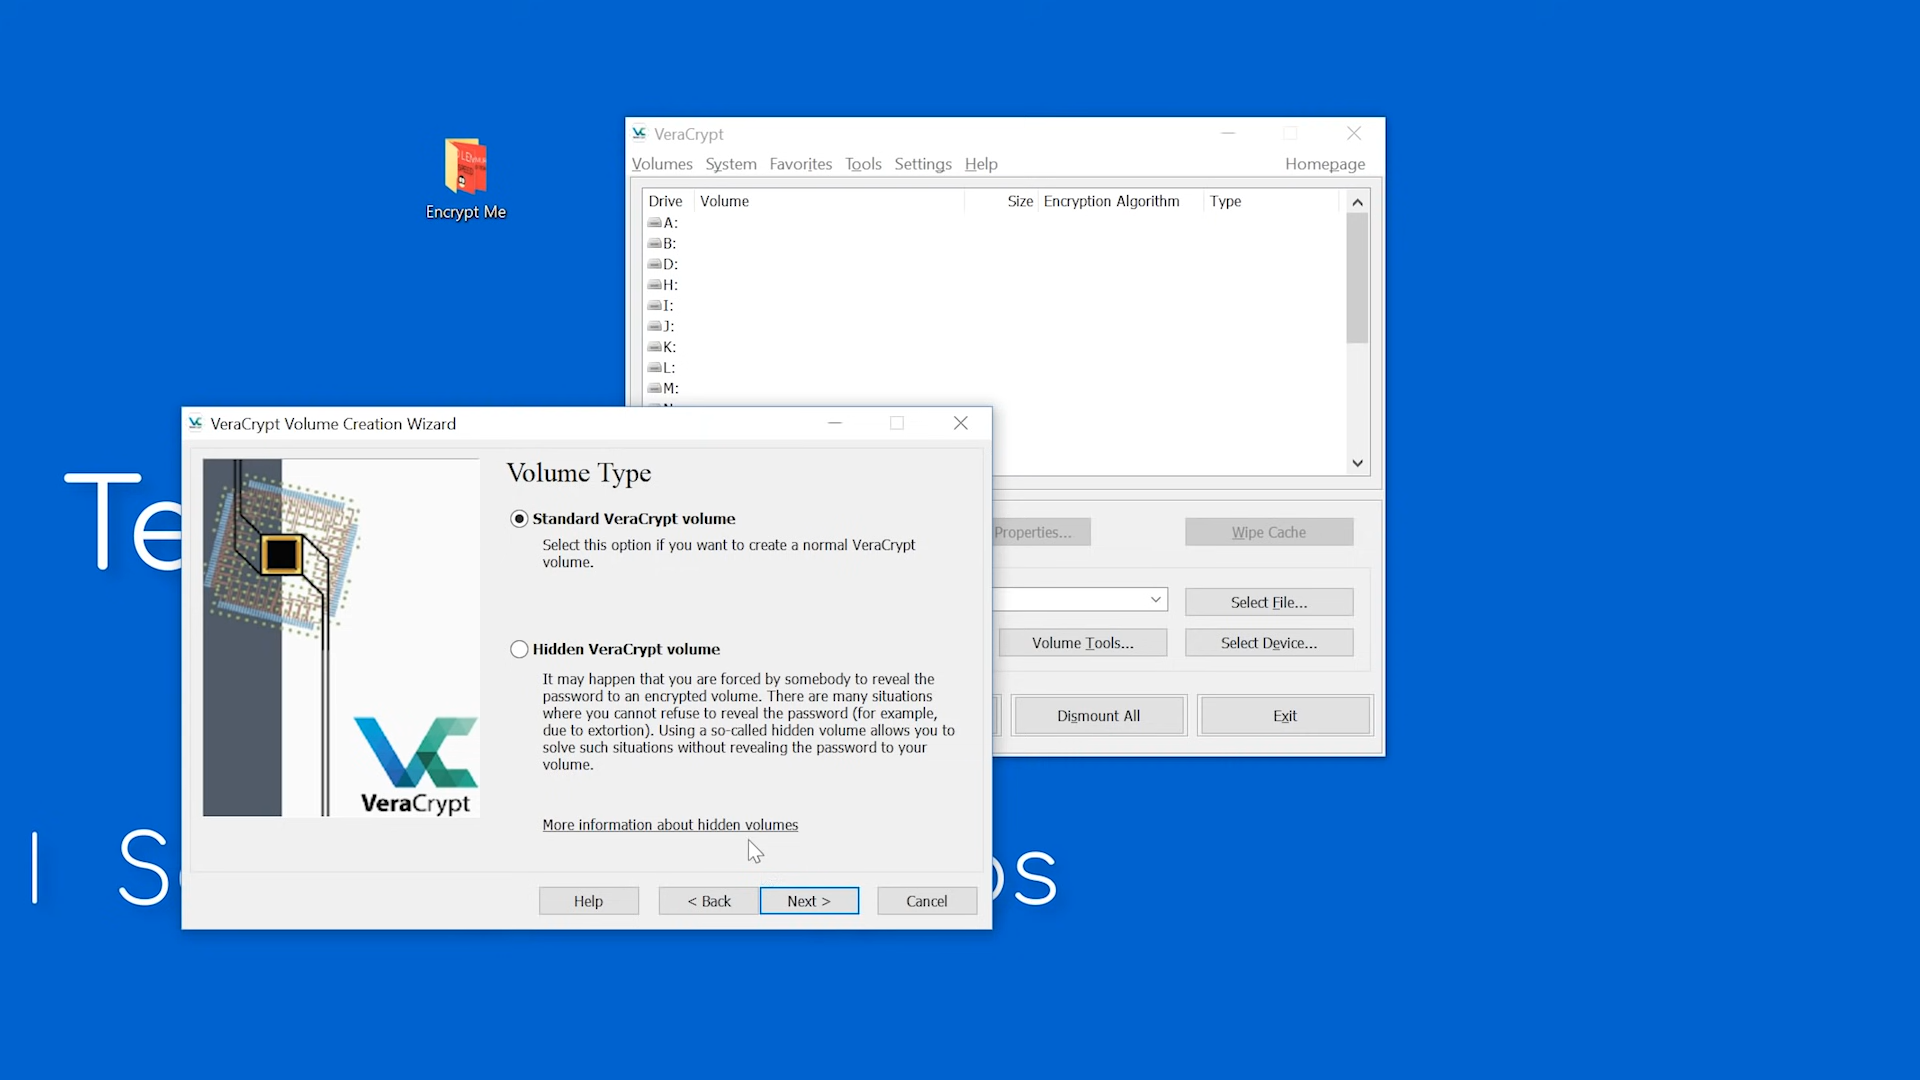 Encrypt Me
VeraCrypt
Volumes System Favorites Tools Settings Help Homepage
Drive Volume Size Encryption Algorithm Type
A:
B:
D:
H:
I:
J:
K:
L:
M:
VeraCrypt Volume Creation Wizard
Volume Type
Standard VeraCrypt volume
Select this option if you want to create a normal VeraCrypt
volume.
Hidden VeraCrypt volume
It may happen that you are forced by somebody to reveal the
password to an encrypted volume. There are many situations
where you cannot refuse to reveal the password (for example,
due to extortion). Using a so-called hidden volume allows you to
solve such situations without revealing the password to your
volume.
More information about hidden volumes
VeraCrypt
Help < Back Next > Cancel
Properties... Wipe Cache
Select File...
Volume Tools... Select Device...
Dismount All Exit